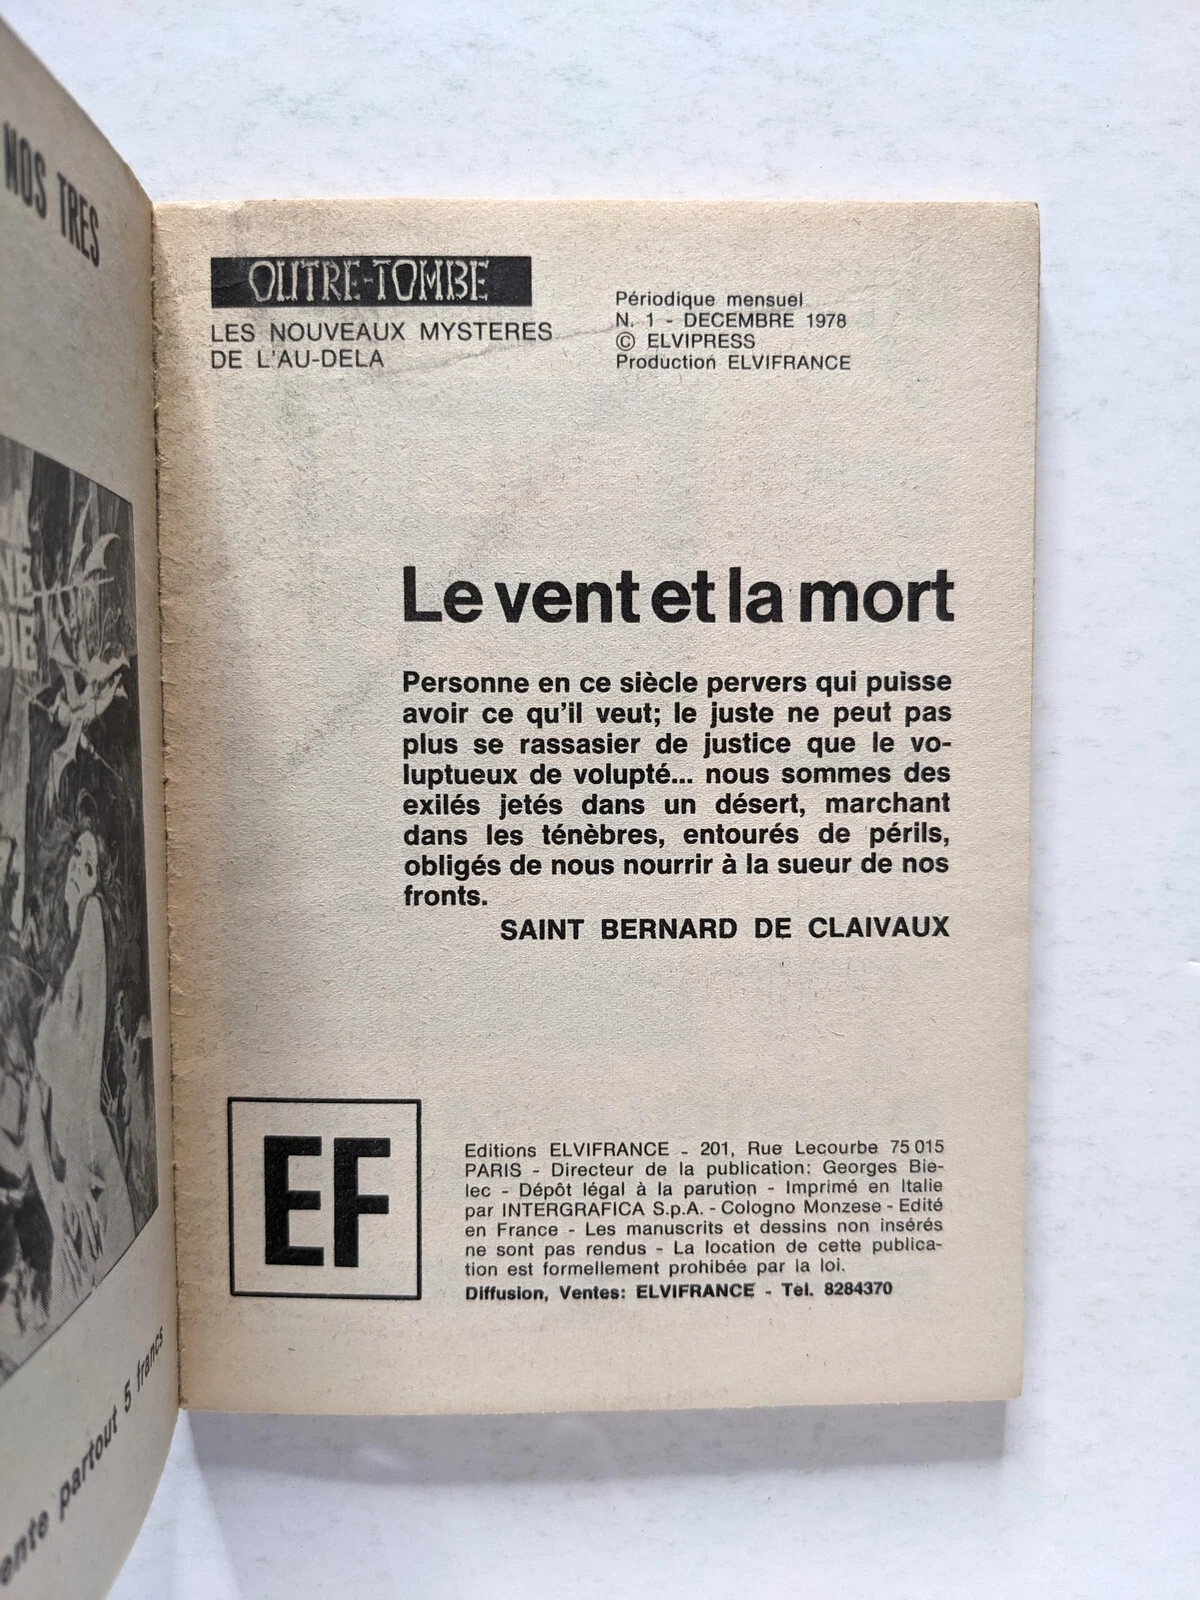 NOS TRES
OUTRE-TOMBE
LES NOUVEAUX MYSTERES
DE L'AU-DELA
Périodique mensuel
N. 1 - DECEMBRE 1978
© ELVIPRESS
Production ELVIFRANCE
Le vent et la mort
Personne en ce siècle pervers qui puisse
avoir ce qu'il veut; le juste ne peut pas
plus se rassasier de justice que le vo-
luptueux de volupté... nous sommes des
exilés jetés dans un désert, marchant
dans les ténèbres, entourés de périls,
obligés de nous nourrir à la sueur de nos
fronts.
SAINT BERNARD DE CLAIVAUX
EF
Editions ELVIFRANCE - 201, Rue Lecourbe 75 015
PARIS - Directeur de la publication: Georges Bie-
lec - Dépôt légal à la parution - Imprimé en Italie
par INTERGRAFICA S.p.A. - Cologno Monzese - Edité
en France - Les manuscrits et dessins non insérés
ne sont pas rendus - La location de cette publica-
tion est formellement prohibée par la loi.
Diffusion, Ventes: ELVIFRANCE - Tel. 8284370
ente partout 5 francs